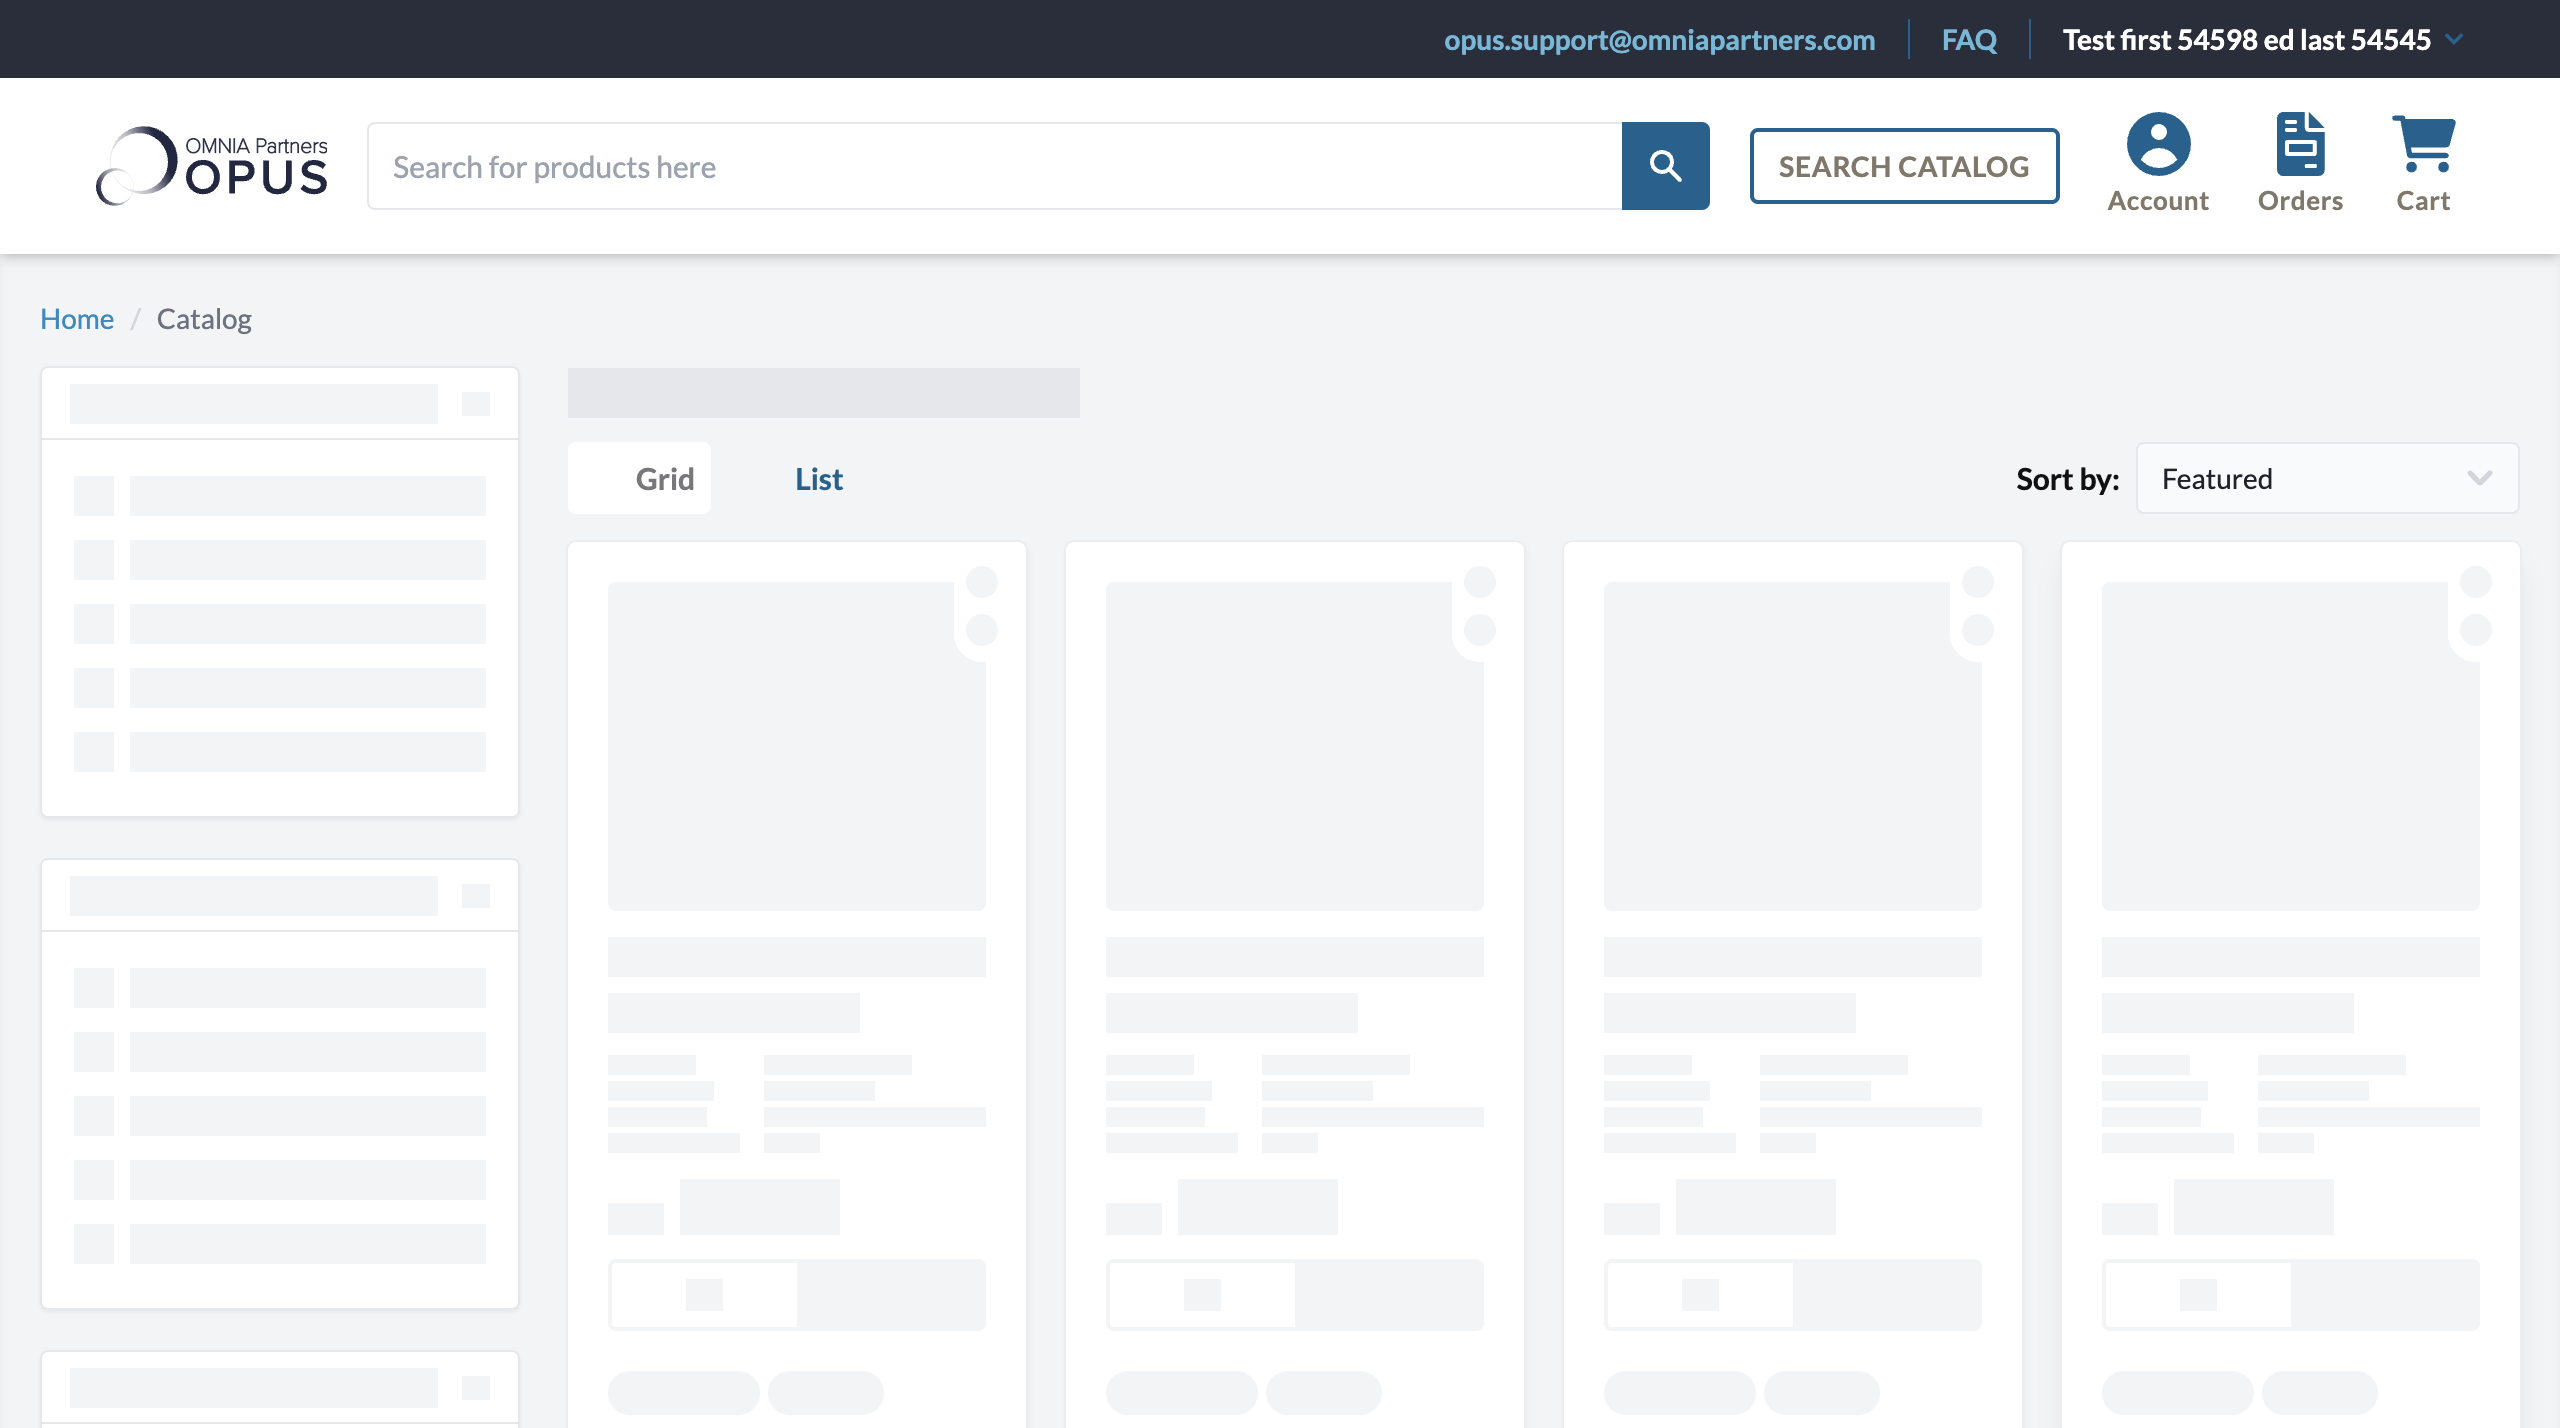 opus.support@omniapartners.com
FAQ
Test first 54598 ed last 54545
OMNIA Partners
OPUS
Search for products here
SEARCH CATALOG
Account
Orders
Cart
Home / Catalog
Grid
List
Sort by:
Featured